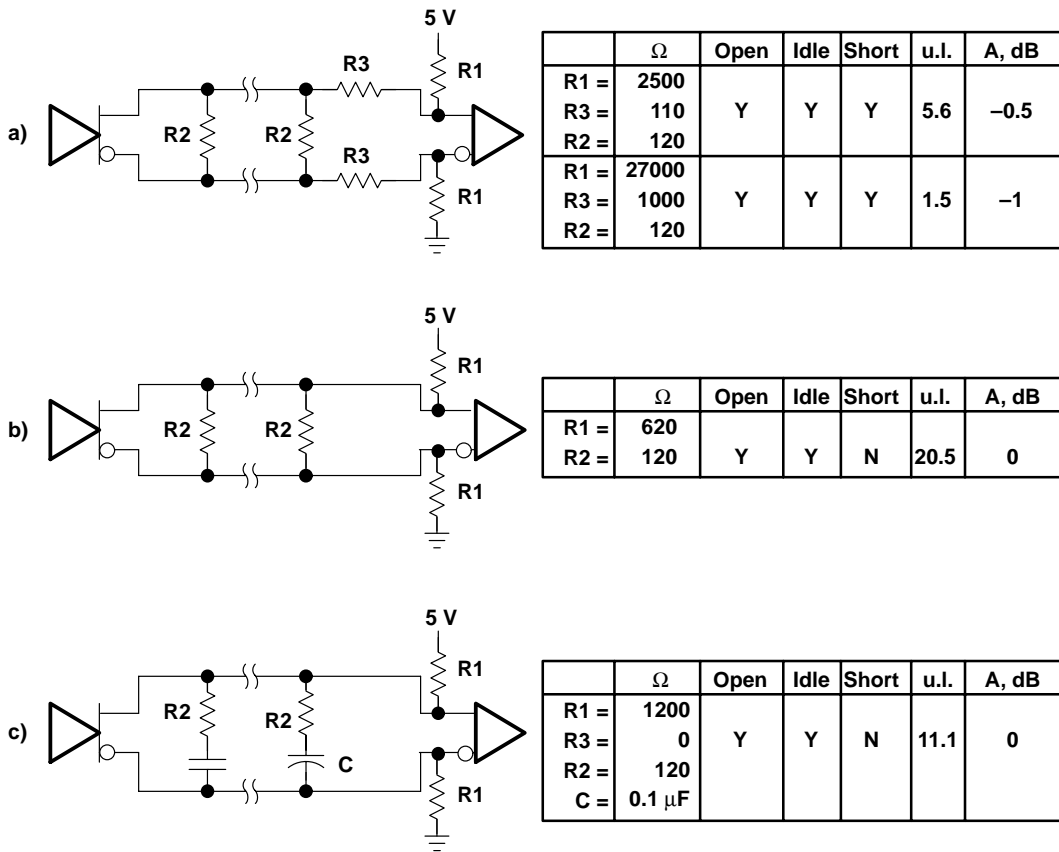 a)
5 V
R3
R1
R2
R2
R3
R1
Ω Open Idle Short u.l. A, dB
R1 = 2500
R3 = 110 Y Y Y 5.6 –0.5
R2 = 120
R1 = 27000
R3 = 1000 Y Y Y 1.5 –1
R2 = 120
b)
5 V
R1
R2
R2
R1
Ω Open Idle Short u.l. A, dB
R1 = 620
R2 = 120 Y Y N 20.5 0
c)
5 V
R1
R2
R2
C
R1
Ω Open Idle Short u.l. A, dB
R1 = 1200
R3 = 0 Y Y N 11.1 0
R2 = 120
C = 0.1 μF